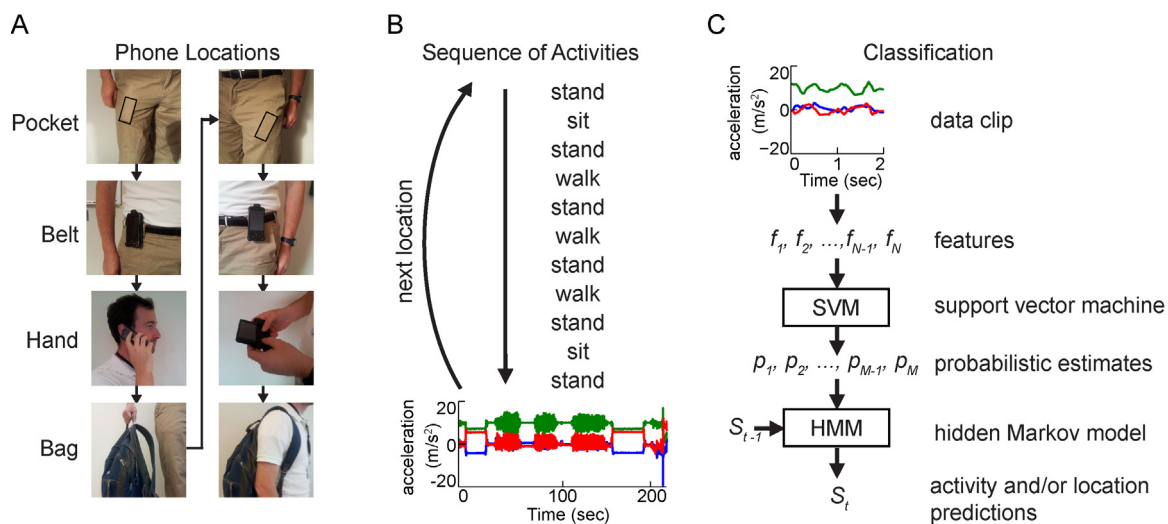 A
Phone Locations
Pocket
Belt
Hand
Bag
B
Sequence of Activities
next location
stand
sit
stand
walk
stand
walk
stand
walk
stand
sit
stand
acceleration
(m/s²)
20
0
−20
0 100 200
Time (sec)
C
Classification
acceleration
(m/s²)
20
0
−20
0 1 2
Time (sec)
data clip
f1, f2, ...,fN-1, fN features
SVM support vector machine
p1, p2, ..., pM-1, pM probabilistic estimates
St-1 HMM hidden Markov model
St activity and/or location
predictions